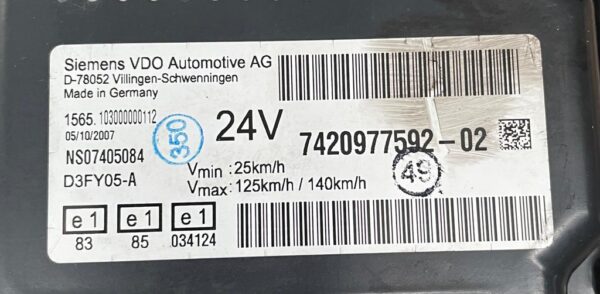 Siemens VDO Automotive AG
D-78052 Villingen-Schwenningen
Made in Germany
1565.103000000112
05/10/2007
350
24V
7420977592-02
NS07405084
D3FY05-A
Vmin :25km/h
49
Vmax: 125km/h / 140km/h
e1 e1 e1
83 85 034124